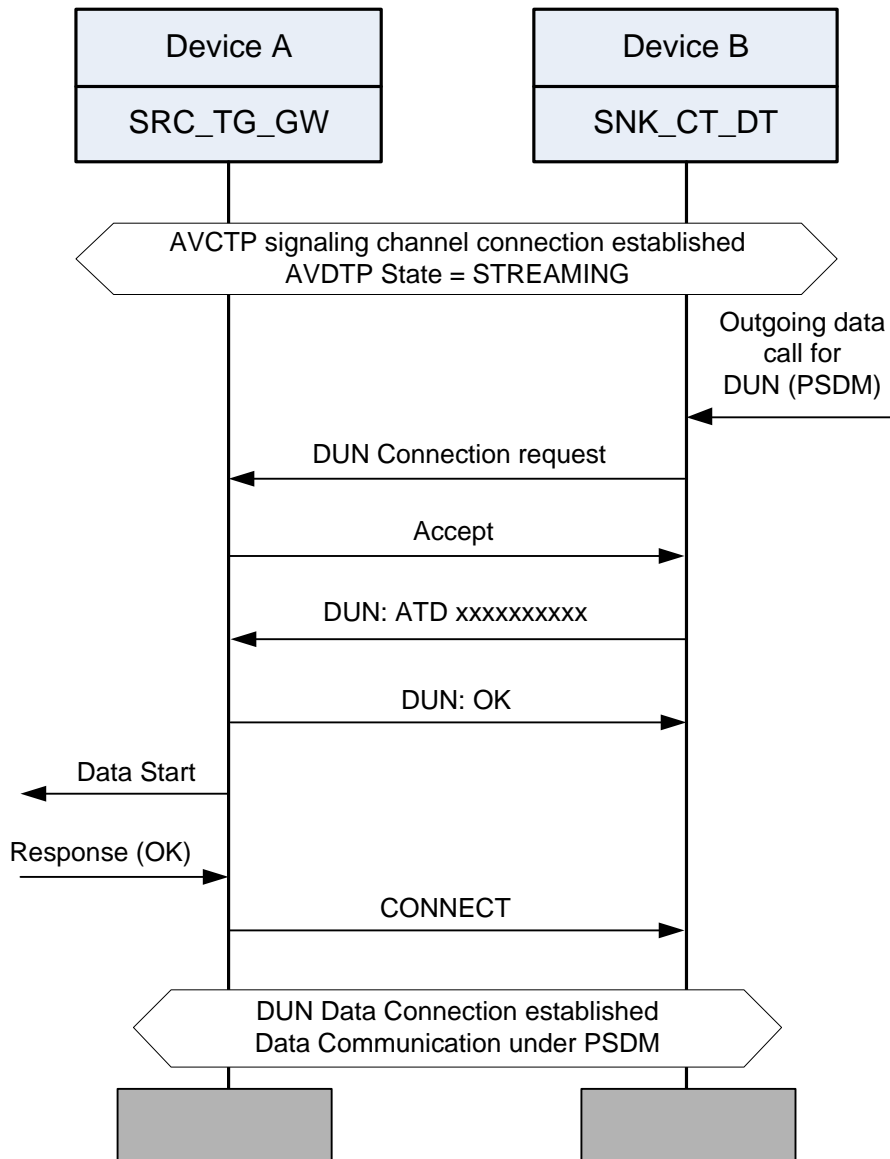 Device A
Device B
SRC_TG_GW
SNK_CT_DT
AVCTP signaling channel connection established
AVDTP State = STREAMING
Outgoing data
call for
DUN (PSDM)
DUN Connection request
Accept
DUN: ATD xxxxxxxxxx
DUN: OK
Data Start
Response (OK)
CONNECT
DUN Data Connection established
Data Communication under PSDM